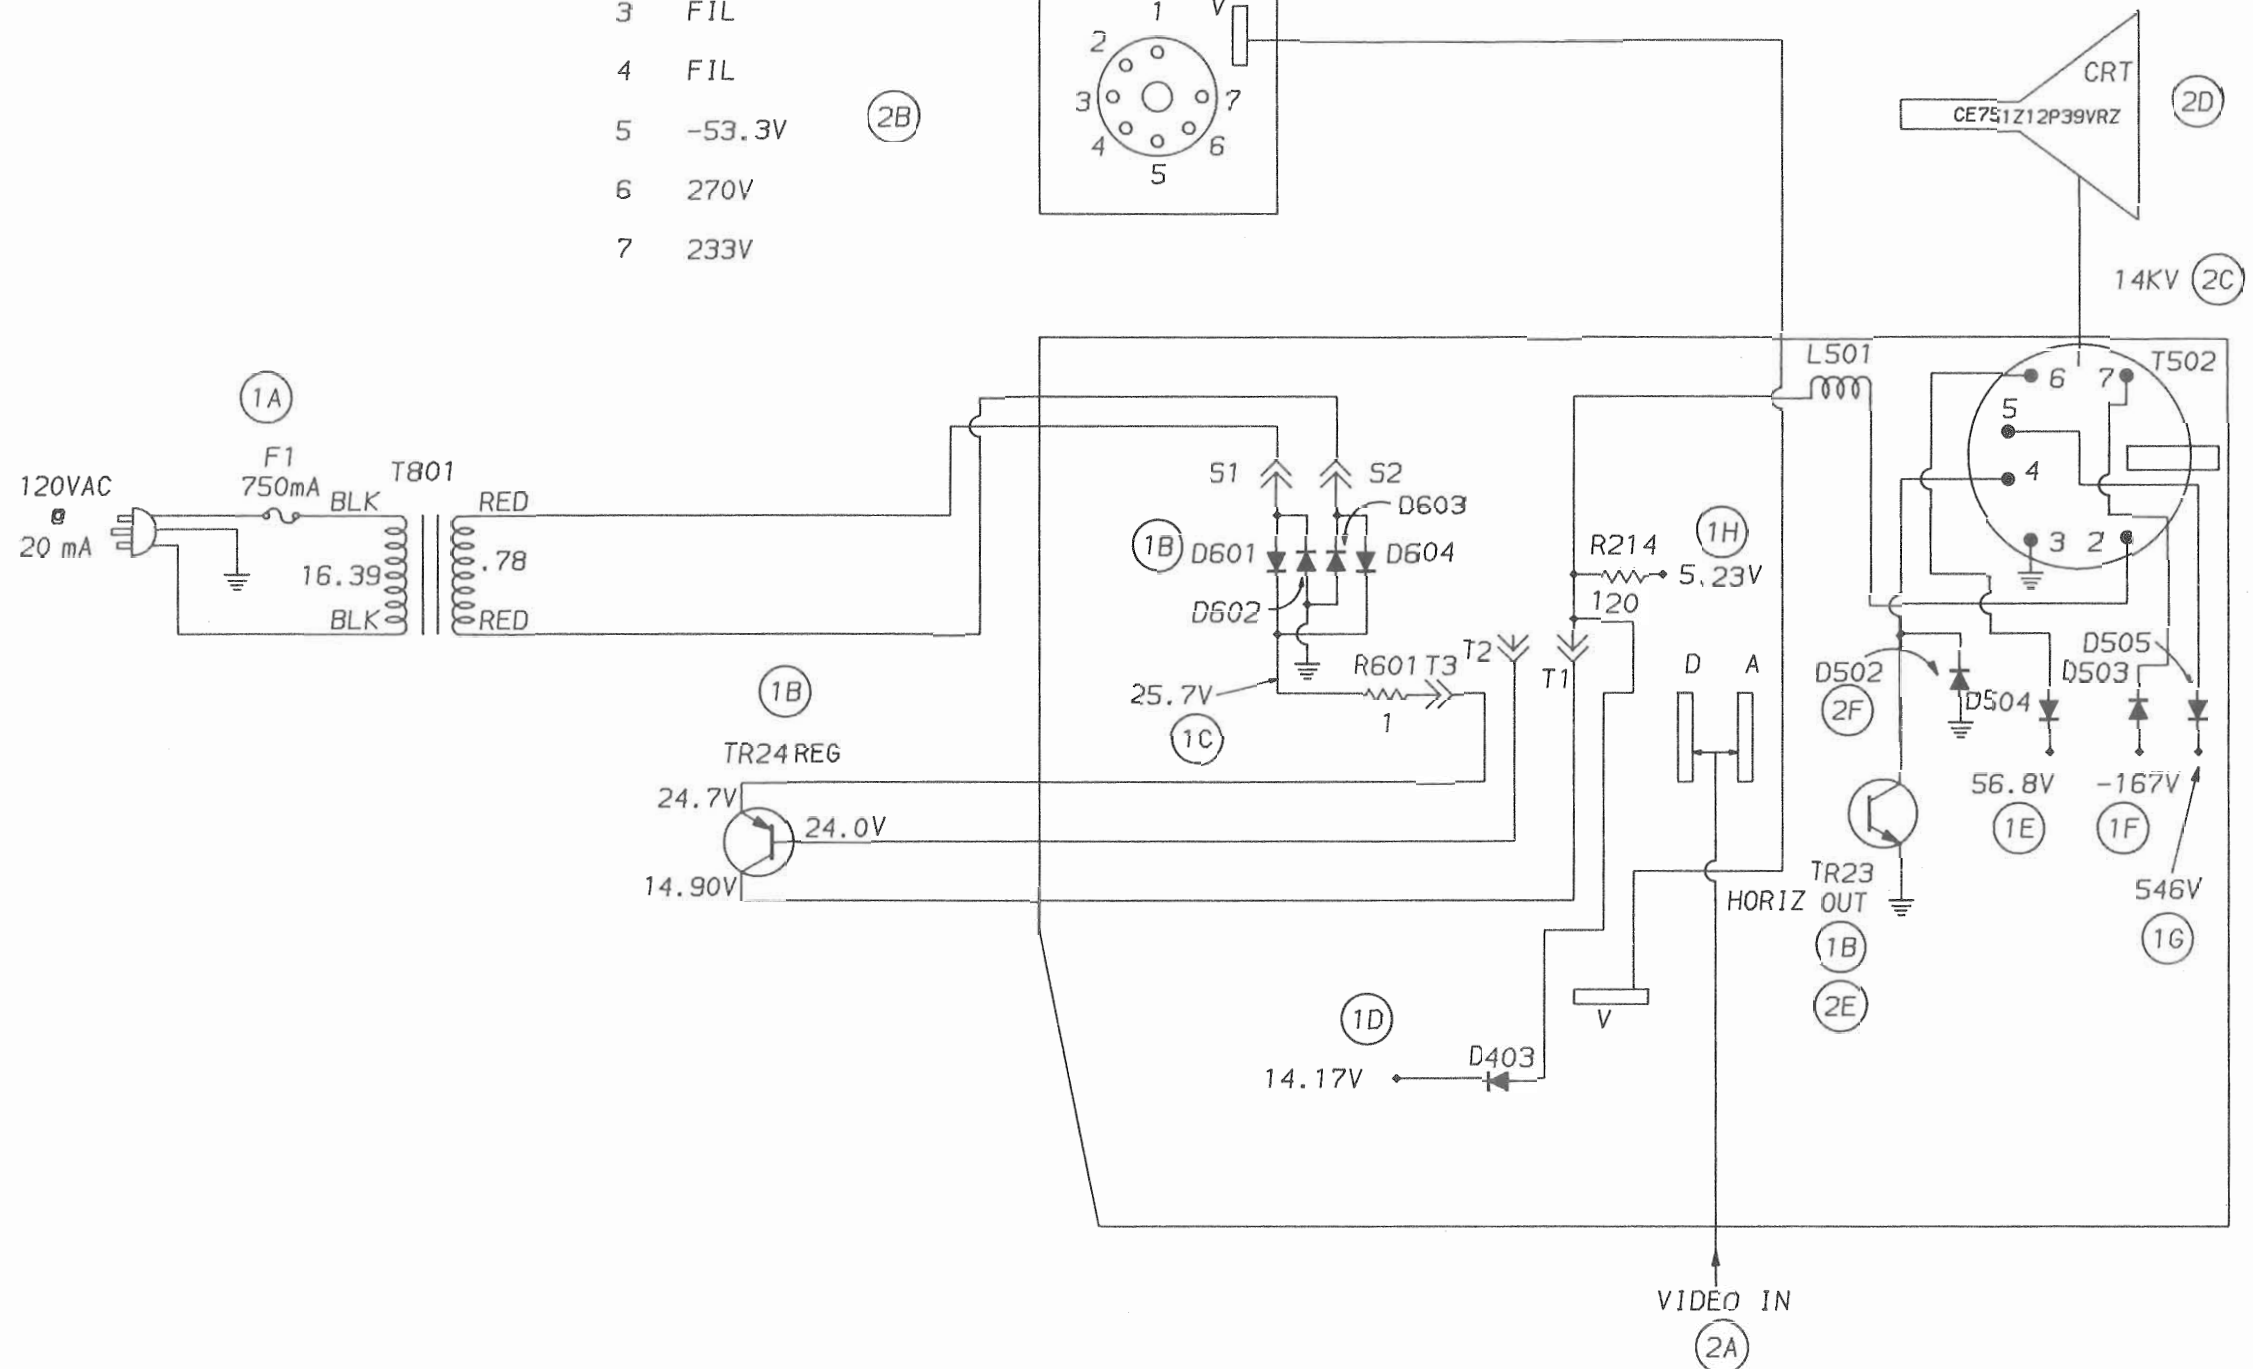 3 FIL
4 FIL
5 -53.3V
6 270V
7 233V
2B
1
2
3
4
5
6
7
V
CRT
CE751Z12P39VRZ
2D
14KV 2C
1A
F1
750mA
120VAC
@
20 mA
BLK
BLK
T801
16.39
.78
RED
RED
1B
S1
S2
D603
1B D601
D604
D602
25.7V
1C
R601
1
T3
T2
T1
R214
120
1H
5.23V
L501
T502
6
7
5
4
3
2
D A
D502
2F
D504
D503
D505
56.8V
1E
-167V
1F
546V
1G
TR24 REG
24.7V
24.0V
14.90V
TR23
HORIZ OUT
1B
2E
V
1D
14.17V
D403
VIDEO IN
2A